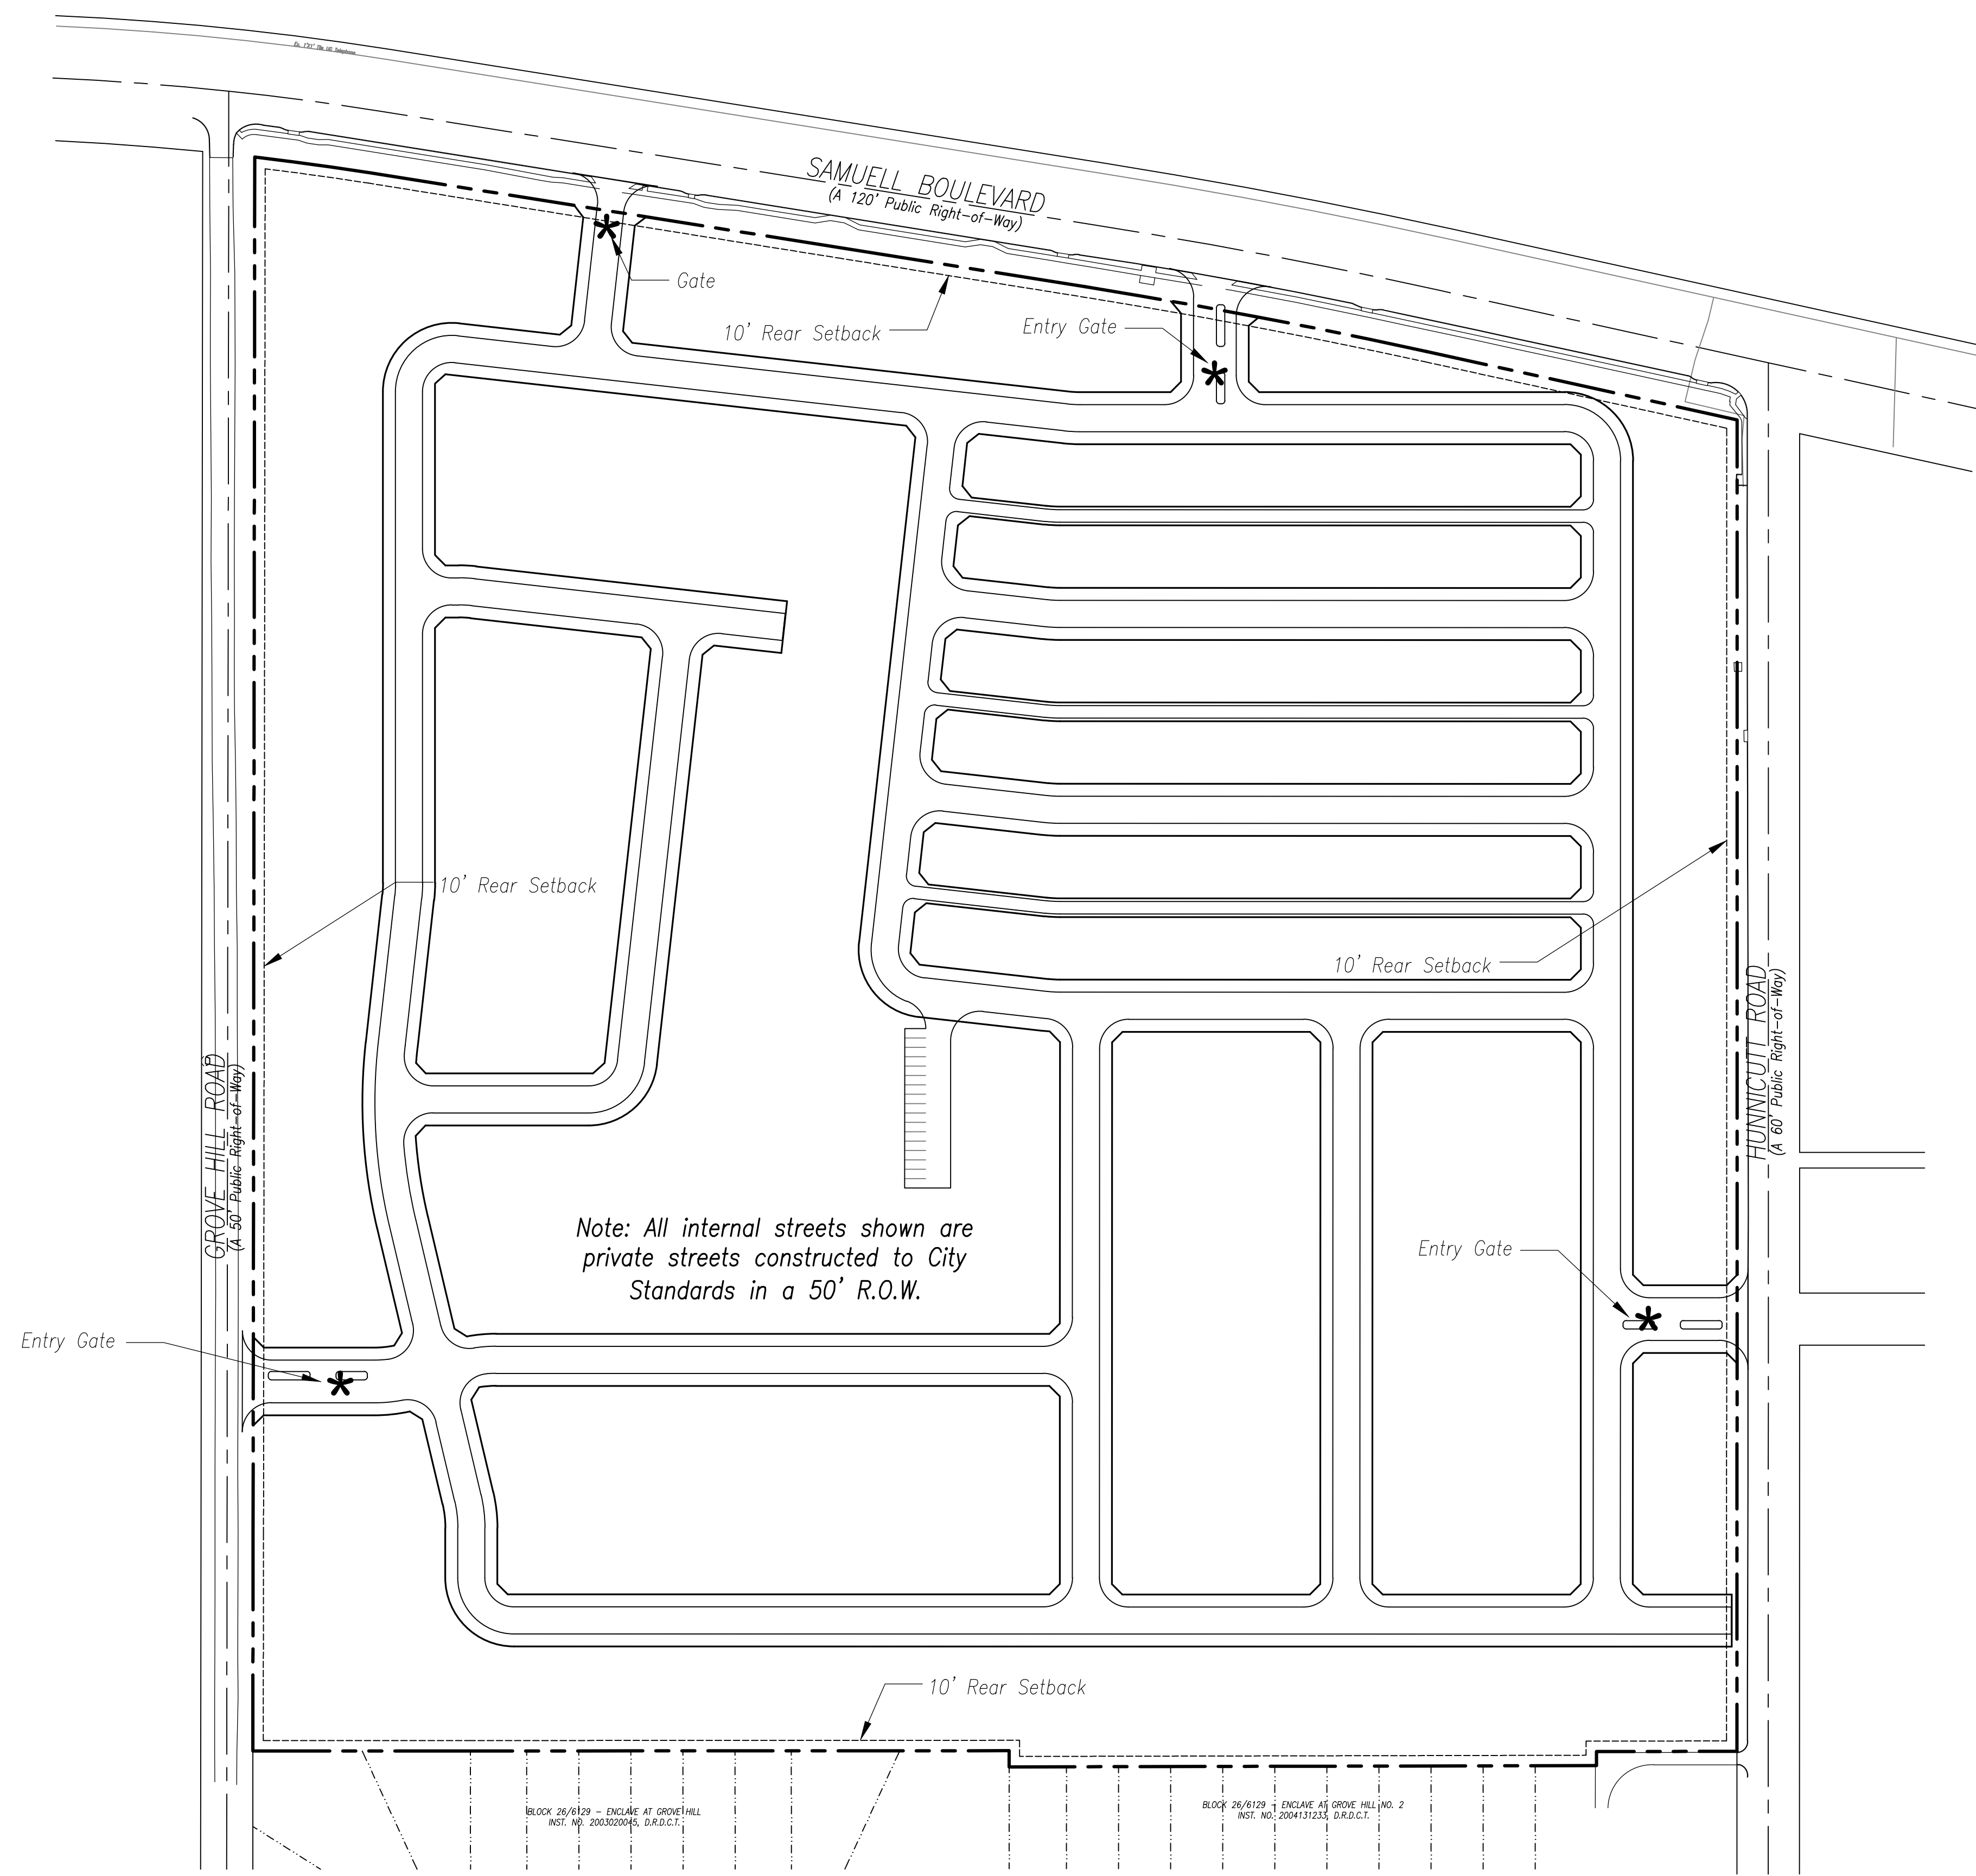 SAMUELL BOULEVARD
(A 120' Public Right-of-Way)
Gate
10' Rear Setback
Entry Gate
10' Rear Setback
10' Rear Setback
GROVE HILL ROAD
(A 50' Public Right-of-Way)
HUNNICUTT ROAD
(A 60' Public Right-of-Way)
Note: All internal streets shown are
private streets constructed to City
Standards in a 50' R.O.W.
Entry Gate
Entry Gate
10' Rear Setback
BLOCK 26/6129 - ENCLAVE AT GROVE HILL
INST. NO. 2003020045, D.R.D.C.T.
BLOCK 26/6129 - ENCLAVE AT GROVE HILL NO. 2
INST. NO. 2004131233, D.R.D.C.T.